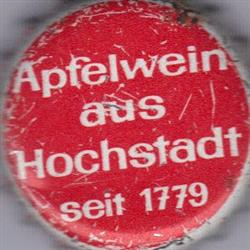 Apfelwein
aus
Hochstadt
seit 1779